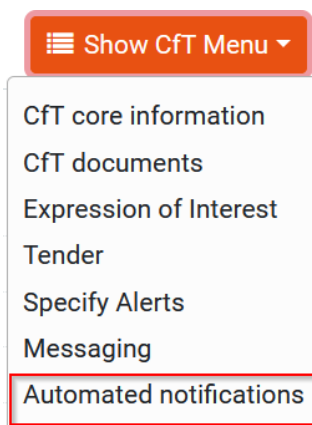 Show CfT Menu
CfT core information
CfT documents
Expression of Interest
Tender
Specify Alerts
Messaging
Automated notifications